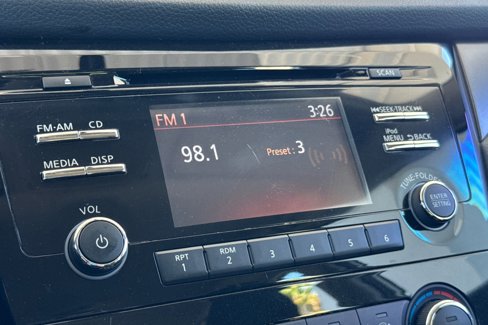 SCAN
FM 1 3:26
FM·AM CD
98.1 Preset : 3
SEEK·TRACK
iPod
MENU BACK
MEDIA DISP
TUNE·FOLDER
ENTER
SETTING
VOL
RPT
1
RDM
2
3
4
5
6